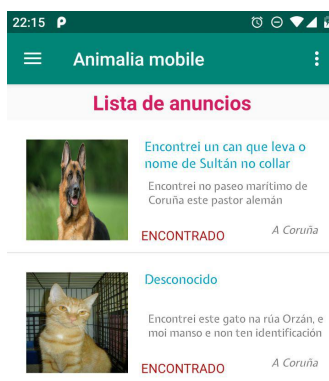 22:15
Animalia mobile
Lista de anuncios
Encontrei un can que leva o
nome de Sultán no collar
Encontrei no paseo marítimo de
Coruña este pastor alemán
ENCONTRADO
A Coruña
Desconocido
Encontrei este gato na rúa Orzán, e
moi manso e non ten identificación
ENCONTRADO
A Coruña